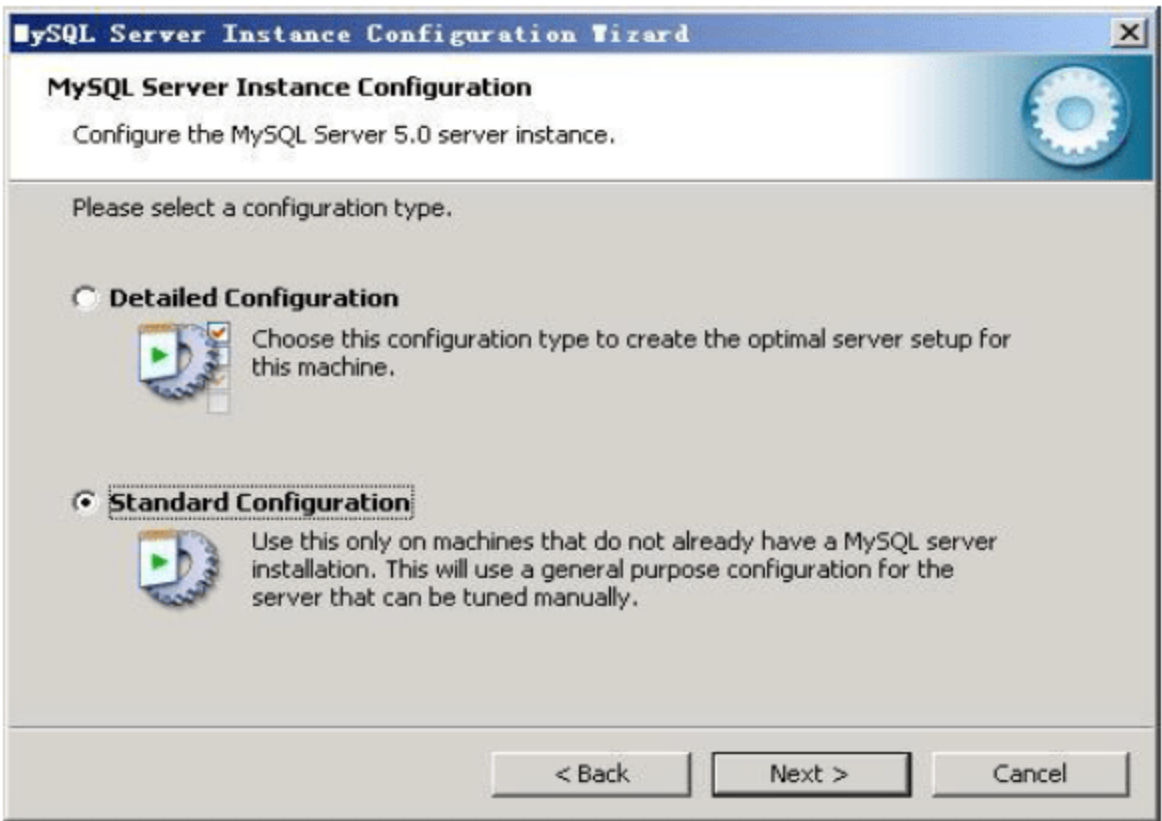 MySQL Server Instance Configuration Wizard
MySQL Server Instance Configuration
Configure the MySQL Server 5.0 server instance.
Please select a configuration type.
Detailed Configuration
Choose this configuration type to create the optimal server setup for
this machine.
Standard Configuration
Use this only on machines that do not already have a MySQL server
installation. This will use a general purpose configuration for the
server that can be tuned manually.
< Back
Next >
Cancel